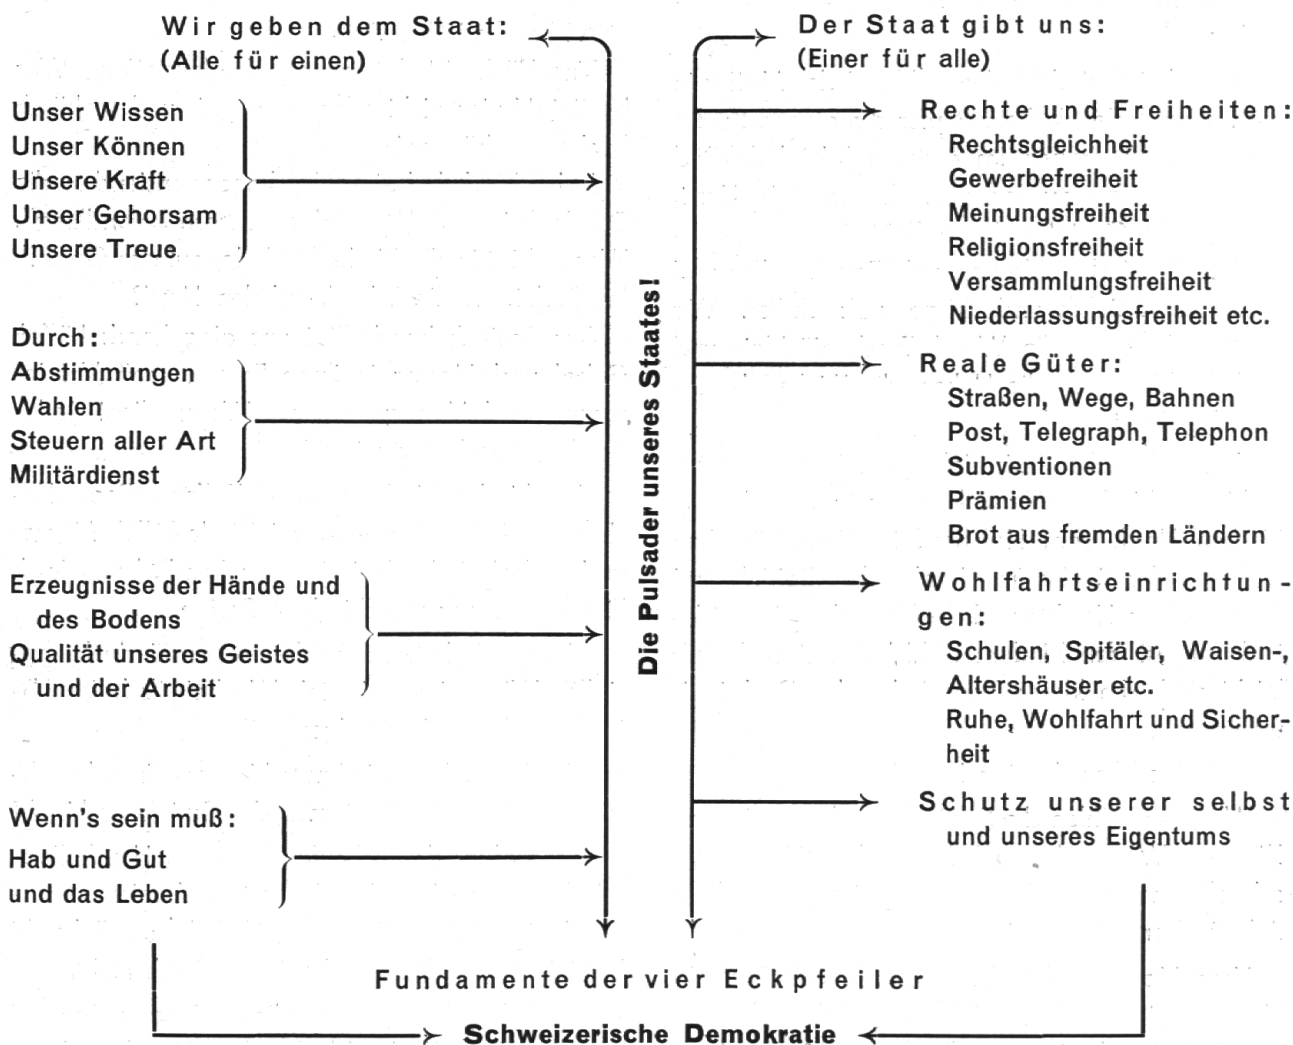 Wir geben dem Staat:
(Alle für einen)
Unser Wissen
Unser Können
Unsere Kraft
Unser Gehorsam
Unsere Treue
Durch:
Abstimmungen
Wahlen
Steuern aller Art
Militärdienst
Erzeugnisse der Hände und
des Bodens
Qualität unseres Geistes
und der Arbeit
Wenn's sein muß:
Hab und Gut
und das Leben
Die Pulsader unseres Staates!
Der Staat gibt uns:
(Einer für alle)
Rechte und Freiheiten:
Rechtsgleichheit
Gewerbefreiheit
Meinungsfreiheit
Religionsfreiheit
Versammlungsfreiheit
Niederlassungsfreiheit etc.
Reale Güter:
Straßen, Wege, Bahnen
Post, Telegraph, Telephon
Subventionen
Prämien
Brot aus fremden Ländern
Wohlfahrtseinrichtun-
gen:
Schulen, Spitäler, Waisen-,
Altershäuser etc.
Ruhe, Wohlfahrt und Sicher-
heit
Schutz unserer selbst
und unseres Eigentums
Fundamente der vier Eckpfeiler
Schweizerische Demokratie